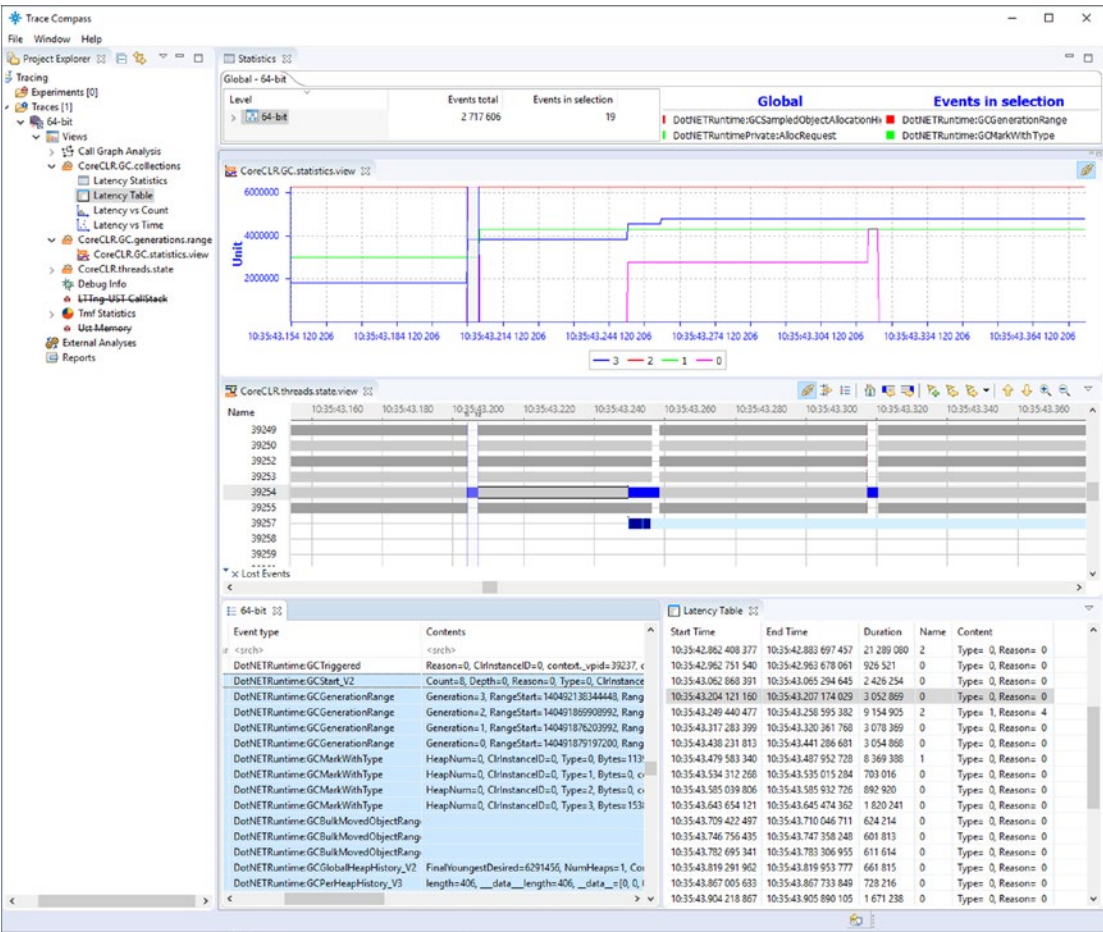 Trace Compass
File Window Help
Project Explorer
Tracing
Experiments [0]
Traces [1]
64-bit
Views
Call Graph Analysis
CoreCLR.GC.collections
Latency Statistics
Latency Table
Latency vs Count
Latency vs Time
CoreCLR.GC.generations.range
CoreCLR.GC.statistics.view
CoreCLR.threads.state
Debug Info
LTTng-UST CallStack
Tmf Statistics
Ust Memory
External Analyses
Reports
Statistics
Global - 64-bit
Level Events total Events in selection
64-bit 2 717 606 19
Global Events in selection
DotNETRuntime:GCSampledObjectAllocationHi DotNETRuntime:GCGenerationRange
DotNETRuntimePrivate:AllocRequest DotNETRuntime:GCMarkWithType
CoreCLR.GC.statistics.view
6000000
4000000
2000000
Unit
10:35:43.154 120 206 10:35:43.184 120 206 10:35:43.214 120 206 10:35:43.244 120 206 10:35:43.274 120 206 10:35:43.304 120 206 10:35:43.334 120 206 10:35:43.364 120 206
3 2 1 0
CoreCLR.threads.state.view
Name 10:35:43.160 10:35:43.180 10:35:43.200 10:35:43.220 10:35:43.240 10:35:43.260 10:35:43.280 10:35:43.300 10:35:43.320 10:35:43.340 10:35:43.360
39249
39250
39252
39253
39254
39255
39257
39258
39259
Lost Events
64-bit
Event type Contents
<srch> <srch>
DotNETRuntime:GCTriggered Reason=0, ClrInstanceID=0, context._vpid=39237, c
DotNETRuntime:GCStart_V2 Count=8, Depth=0, Reason=0, Type=0, ClrInstance
DotNETRuntime:GCGenerationRange Generation=3, RangeStart=140492138344448, Rang
DotNETRuntime:GCGenerationRange Generation=2, RangeStart=140491869908992, Rang
DotNETRuntime:GCGenerationRange Generation=1, RangeStart=140491876203992, Rang
DotNETRuntime:GCGenerationRange Generation=0, RangeStart=140491879197200, Rang
DotNETRuntime:GCMarkWithType HeapNum=0, ClrInstanceID=0, Type=0, Bytes=1139
DotNETRuntime:GCMarkWithType HeapNum=0, ClrInstanceID=0, Type=1, Bytes=0, co
DotNETRuntime:GCMarkWithType HeapNum=0, ClrInstanceID=0, Type=2, Bytes=0, co
DotNETRuntime:GCMarkWithType HeapNum=0, ClrInstanceID=0, Type=3, Bytes=1538
DotNETRuntime:GCBulkMovedObjectRang
DotNETRuntime:GCBulkMovedObjectRang
DotNETRuntime:GCBulkMovedObjectRang
DotNETRuntime:GCGlobalHeapHistory_V2 FinalYoungestDesired=6291456, NumHeaps=1, Co
DotNETRuntime:GCPerHeapHistory_V3 length=406, __data__length=406, __data_=[0, 0,
Latency Table
Start Time End Time Duration Name Content
10:35:42.862 408 377 10:35:42.883 697 457 21 289 080 2 Type= 0, Reason= 0
10:35:42.962 751 540 10:35:42.963 678 061 926 521 0 Type= 0, Reason= 0
10:35:43.062 868 391 10:35:43.065 294 645 2 426 254 0 Type= 0, Reason= 0
10:35:43.204 121 160 10:35:43.207 174 029 3 052 869 0 Type= 0, Reason= 0
10:35:43.249 440 477 10:35:43.258 595 382 9 154 905 2 Type= 1, Reason= 4
10:35:43.317 283 399 10:35:43.320 361 768 3 078 369 0 Type= 0, Reason= 0
10:35:43.438 231 813 10:35:43.441 286 681 3 054 868 0 Type= 0, Reason= 0
10:35:43.479 583 340 10:35:43.487 952 728 8 369 388 1 Type= 0, Reason= 0
10:35:43.534 312 268 10:35:43.535 015 284 703 016 0 Type= 0, Reason= 0
10:35:43.585 039 806 10:35:43.585 932 726 892 920 0 Type= 0, Reason= 0
10:35:43.643 654 121 10:35:43.645 474 362 1 820 241 0 Type= 0, Reason= 0
10:35:43.709 422 497 10:35:43.710 046 711 624 214 0 Type= 0, Reason= 0
10:35:43.746 756 435 10:35:43.747 358 248 601 813 0 Type= 0, Reason= 0
10:35:43.782 695 341 10:35:43.783 306 955 611 614 0 Type= 0, Reason= 0
10:35:43.819 291 962 10:35:43.819 953 777 661 815 0 Type= 0, Reason= 0
10:35:43.867 005 633 10:35:43.867 733 849 728 216 0 Type= 0, Reason= 0
10:35:43.904 218 867 10:35:43.905 890 105 1 671 238 0 Type= 0, Reason= 0